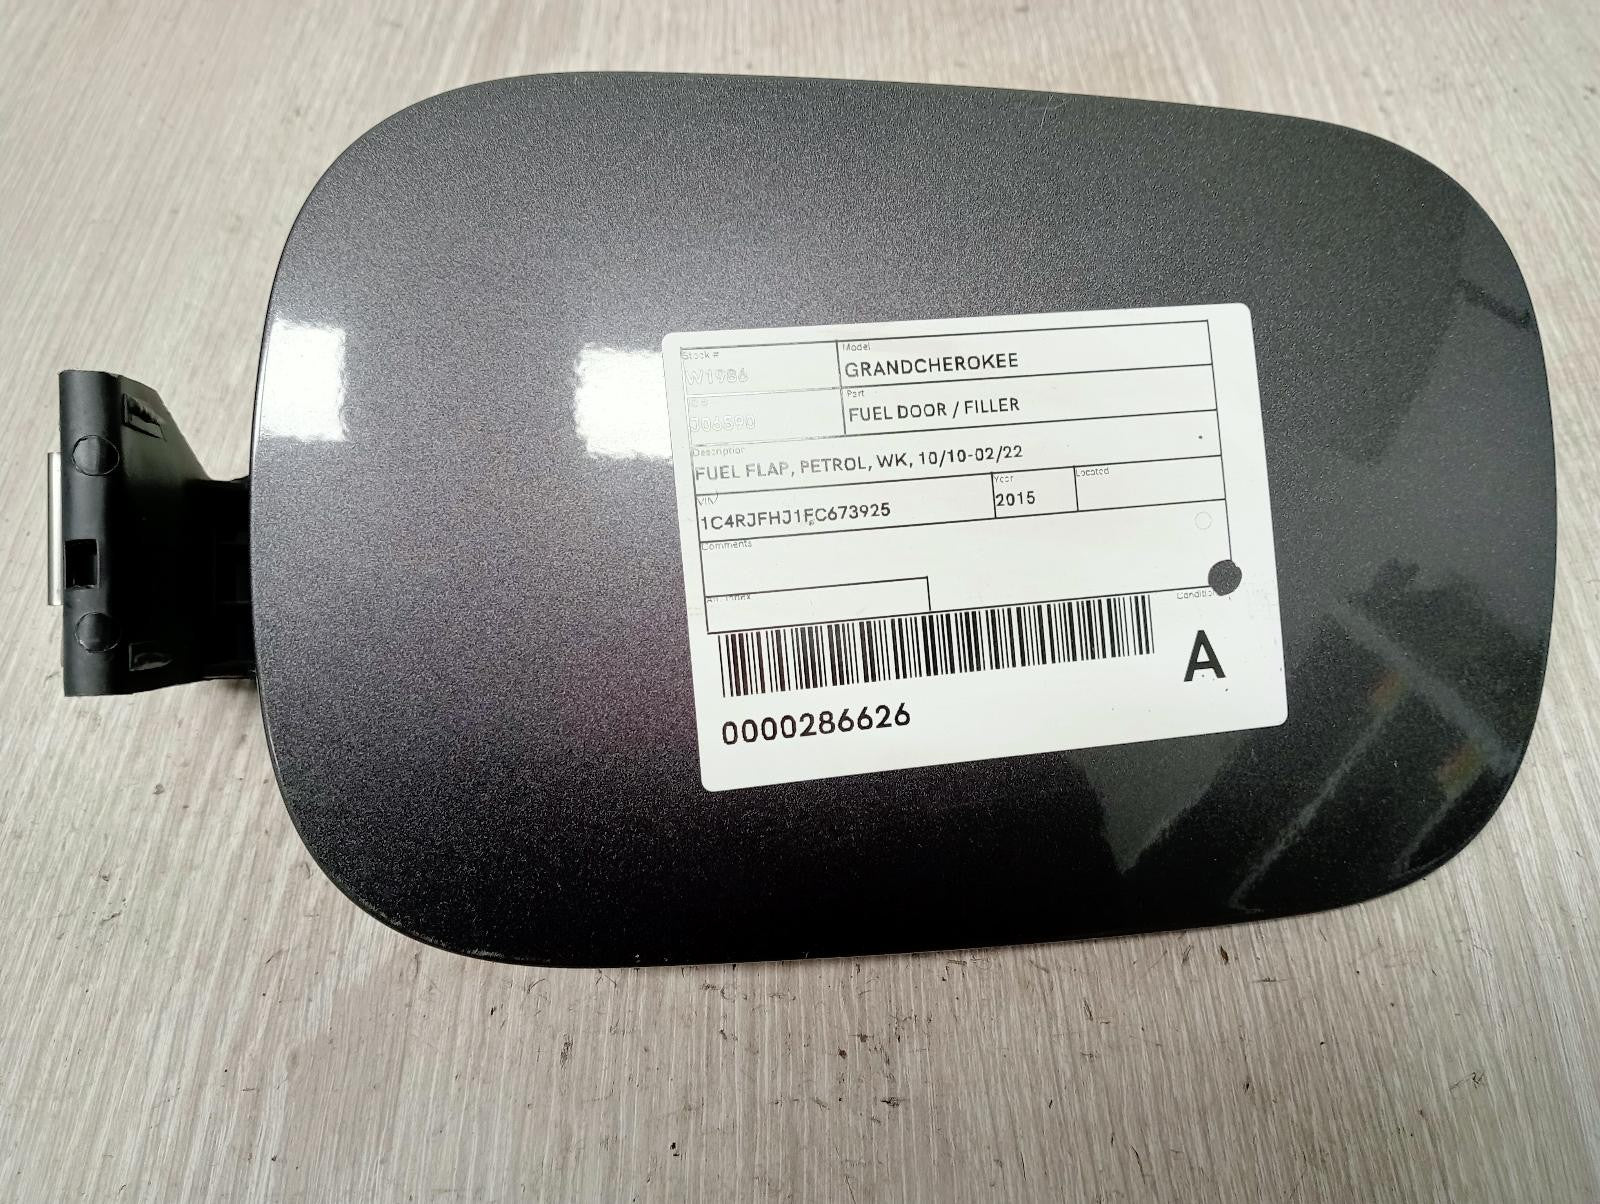 Stock #
W1986
Model
GRANDCHEROKEE
J06590
Part
FUEL DOOR / FILLER
Description
FUEL FLAP, PETROL, WK, 10/10-02/22
VIN
1C4RJFHJ1FC673925
Year
2015
Located
Comments
Condition
A
0000286626